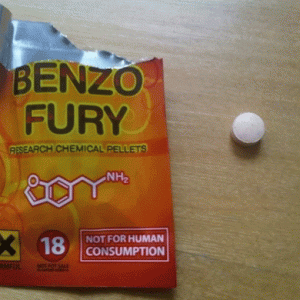 BENZO
FURY
RESEARCH CHEMICAL PELLETS
NH₂
O
18
NOT FOR HUMAN
CONSUMPTION